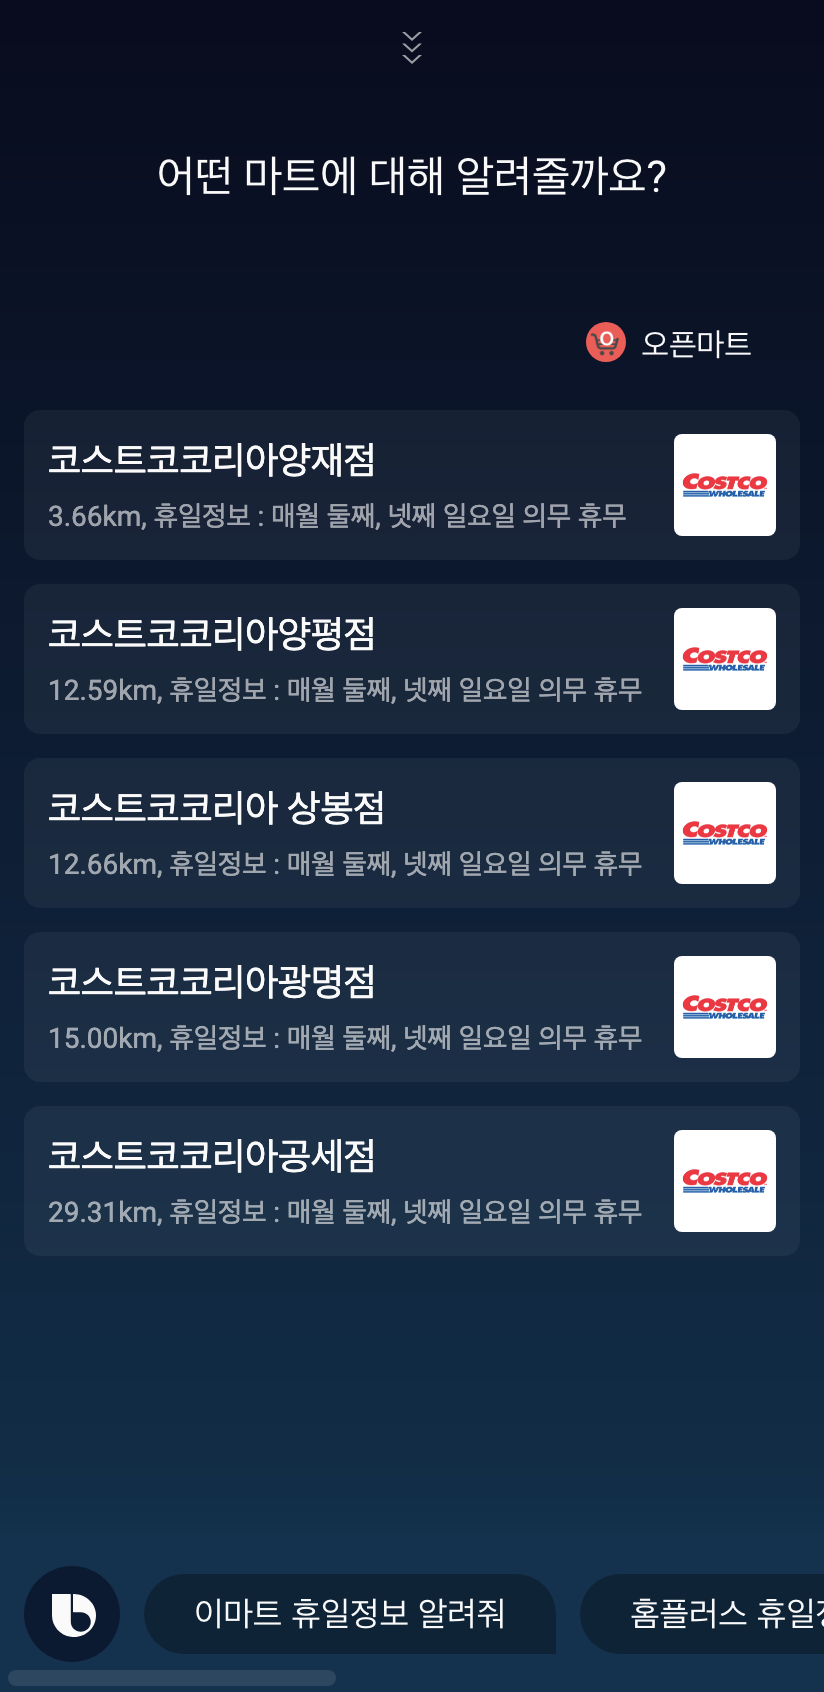 어떤 마트에 대해 알려줄까요?
오픈마트
코스트코코리아양재점
3.66km, 휴일정보 : 매월 둘째, 넷째 일요일 의무 휴무
COSTCO
WHOLESALE
코스트코코리아양평점
12.59km, 휴일정보 : 매월 둘째, 넷째 일요일 의무 휴무
COSTCO
WHOLESALE
코스트코코리아 상봉점
12.66km, 휴일정보 : 매월 둘째, 넷째 일요일 의무 휴무
COSTCO
WHOLESALE
코스트코코리아광명점
15.00km, 휴일정보 : 매월 둘째, 넷째 일요일 의무 휴무
COSTCO
WHOLESALE
코스트코코리아공세점
29.31km, 휴일정보 : 매월 둘째, 넷째 일요일 의무 휴무
COSTCO
WHOLESALE
이마트 휴일정보 알려줘
홈플러스 휴일정